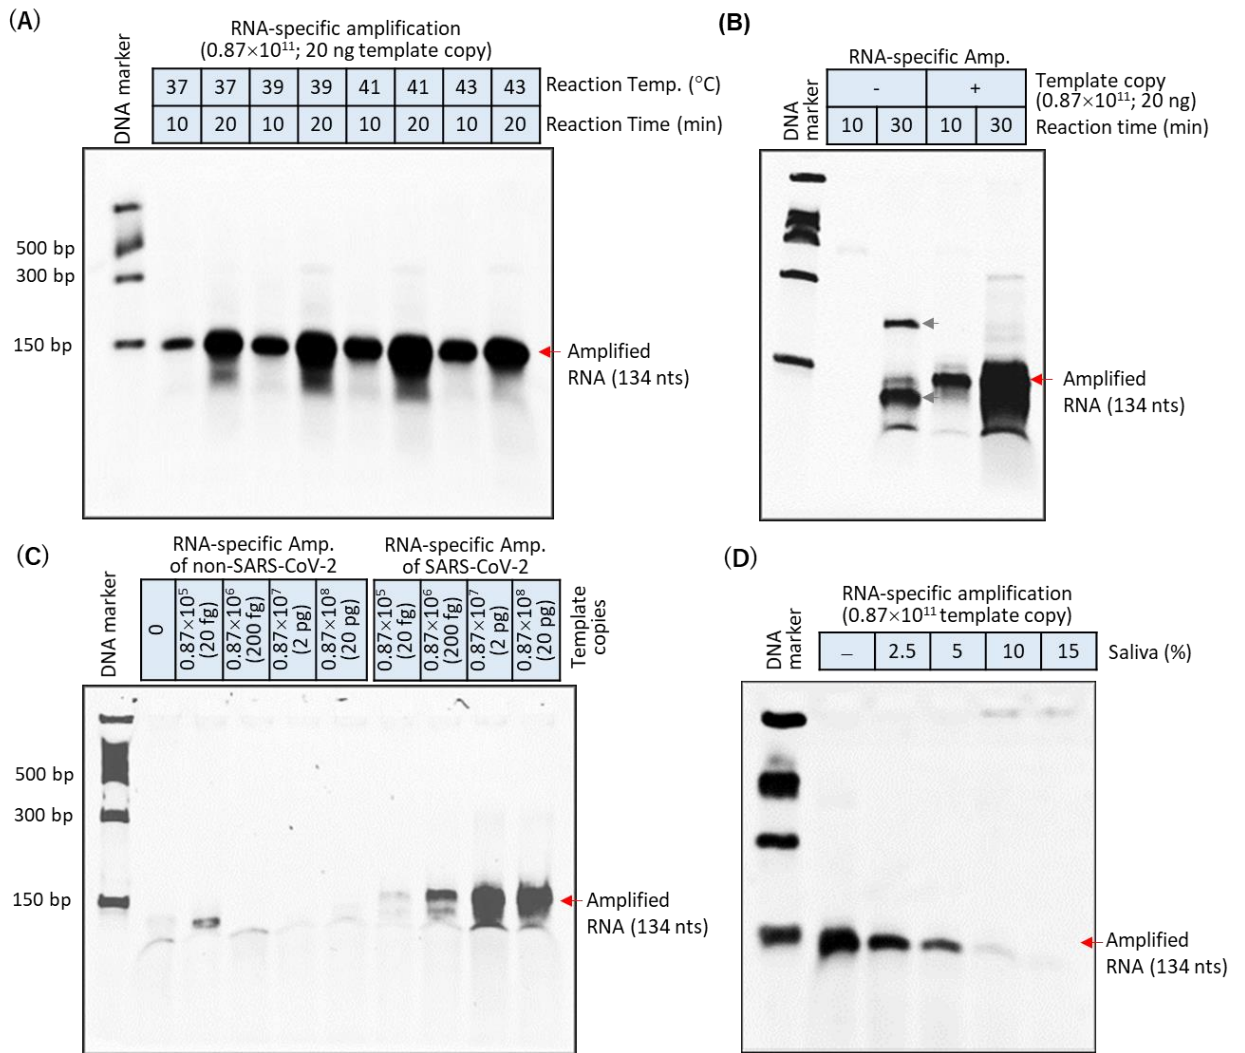 (A)
RNA-specific amplification
(0.87×10¹¹; 20 ng template copy)
DNA marker
37 37 39 39 41 41 43 43 Reaction Temp. (°C)
10 20 10 20 10 20 10 20 Reaction Time (min)
500 bp
300 bp
150 bp
Amplified
RNA (134 nts)
(B)
RNA-specific Amp.
DNA
marker
- + Template copy
(0.87×10¹¹; 20 ng)
10 30 10 30 Reaction time (min)
Amplified
RNA (134 nts)
(C)
RNA-specific Amp.
of non-SARS-CoV-2
RNA-specific Amp.
of SARS-CoV-2
DNA marker
0
0.87×10⁵
(20 fg)
0.87×10⁶
(200 fg)
0.87×10⁷
(2 pg)
0.87×10⁸
(20 pg)
0.87×10⁵
(20 fg)
0.87×10⁶
(200 fg)
0.87×10⁷
(2 pg)
0.87×10⁸
(20 pg)
Template
copies
500 bp
300 bp
150 bp
Amplified
RNA (134 nts)
(D)
RNA-specific amplification
(0.87×10¹¹ template copy)
DNA
marker
– 2.5 5 10 15 Saliva (%)
Amplified
RNA (134 nts)